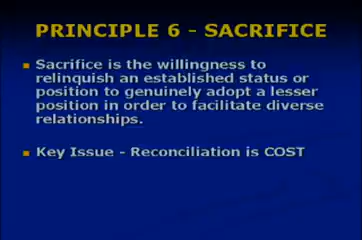 PRINCIPLE 6 - SACRIFICE
Sacrifice is the willingness to
relinquish an established status or
position to genuinely adopt a lesser
position in order to facilitate diverse
relationships.
Key Issue - Reconciliation is COST